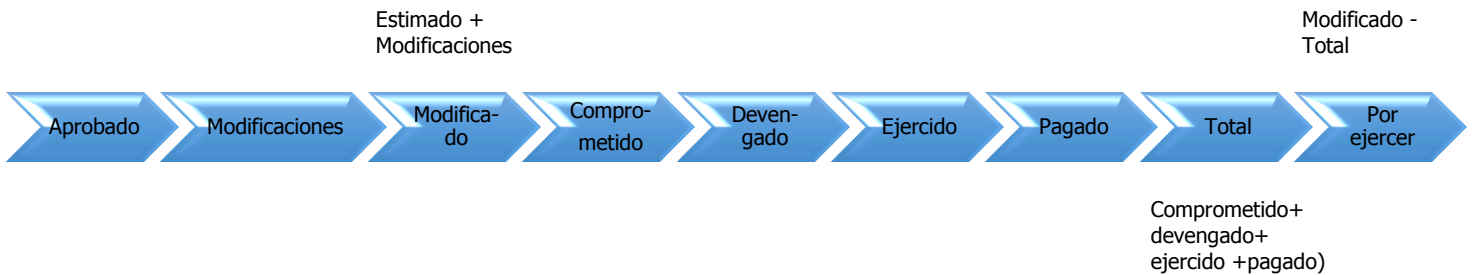 Estimado +
Modificaciones
Modificado -
Total
Aprobado
Modificaciones
Modifica-
do
Compro-
metido
Deven-
gado
Ejercido
Pagado
Total
Por
ejercer
Comprometido+
devengado+
ejercido +pagado)